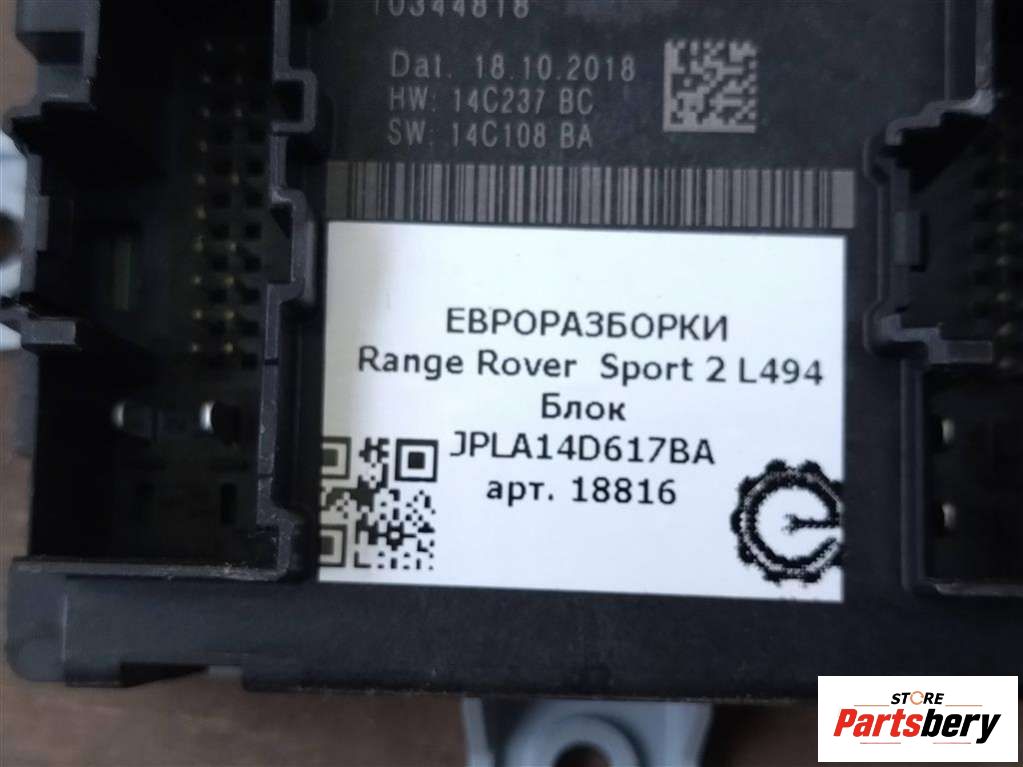 10344818
Dat. 18.10.2018
HW: 14C237 BC
SW: 14C108 BA
ЕВРОРАЗБОРКИ
Range Rover Sport 2 L494
Блок
JPLA14D617BA
арт. 18816
STORE
Partsbery